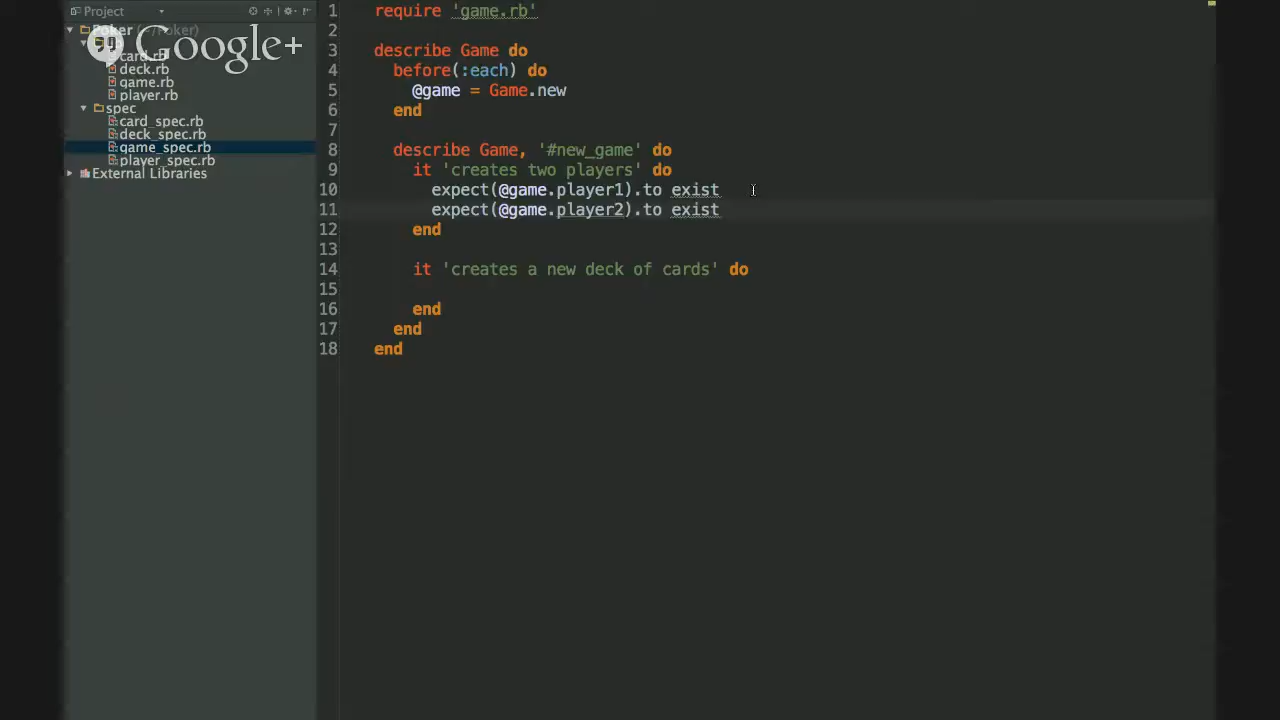 Project
Poker (~/Poker)
Google+
lib
card.rb
deck.rb
game.rb
player.rb
spec
card_spec.rb
deck_spec.rb
game_spec.rb
player_spec.rb
External Libraries
1 require 'game.rb'
2
3 describe Game do
4 before(:each) do
5 @game = Game.new
6 end
7
8 describe Game, '#new_game' do
9 it 'creates two players' do
10 expect(@game.player1).to exist
11 expect(@game.player2).to exist
12 end
13
14 it 'creates a new deck of cards' do
15
16 end
17 end
18 end